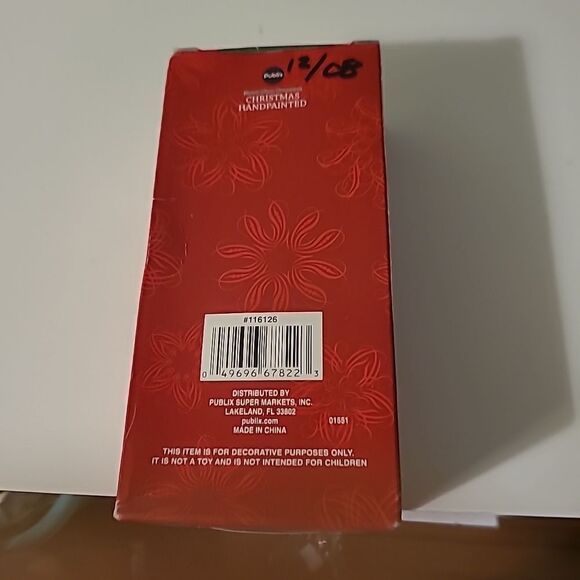 Publix
12/08
CHRISTMAS
HANDPAINTED
#116126
0 49696 67822 3
DISTRIBUTED BY
PUBLIX SUPER MARKETS, INC.
LAKELAND, FL 33802
publix.com
MADE IN CHINA
01551
THIS ITEM IS FOR DECORATIVE PURPOSES ONLY.
IT IS NOT A TOY AND IS NOT INTENDED FOR CHILDREN